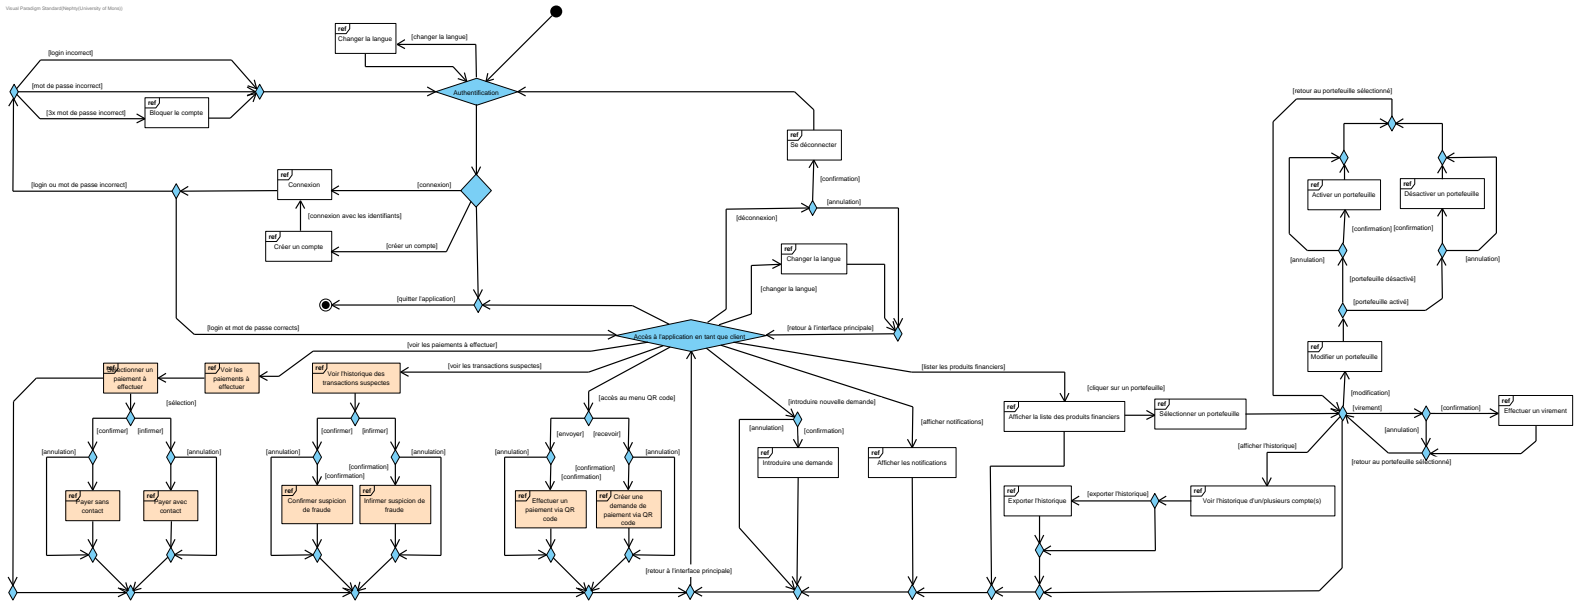 Visual Paradigm Standard(Nephty(University of Mons))
ref
Changer la langue
[changer la langue]
[login incorrect]
[mot de passe incorrect]
[3x mot de passe incorrect]
ref
Bloquer le compte
Authentification
ref
Se déconnecter
[confirmation]
[annulation]
[déconnexion]
[login ou mot de passe incorrect]
ref
Connexion
[connexion]
[connexion avec les identifiants]
ref
Créer un compte
[créer un compte]
ref
Changer la langue
[changer la langue]
[quitter l'application]
[login et mot de passe corrects]
Accès à l'application en tant que client
[retour à l'interface principale]
[voir les paiements à effectuer]
[voir les transactions suspectes]
[lister les produits financiers]
ref
Sélectionner un
paiement à
effectuer
ref
Voir les
paiements à
effectuer
ref
Voir l'historique des
transactions suspectes
[sélection]
[accès au menu QR code]
[introduire nouvelle demande]
[afficher notifications]
[confirmer]
[infirmer]
[annulation]
[annulation]
ref
Payer sans
contact
ref
Payer avec
contact
[confirmer]
[infirmer]
[annulation]
[annulation]
[confirmation]
[confirmation]
ref
Confirmer suspicion
de fraude
ref
Infirmer suspicion de
fraude
[envoyer]
[recevoir]
[annulation]
[annulation]
[confirmation]
[confirmation]
ref
Effectuer un
paiement via QR
code
ref
Créer une
demande de
paiement via QR
code
[retour à l'interface principale]
[annulation]
[confirmation]
ref
Introduire une demande
ref
Afficher les notifications
ref
Afficher la liste des produits financiers
[cliquer sur un portefeuille]
ref
Sélectionner un portefeuille
[retour au portefeuille sélectionné]
ref
Activer un portefeuille
ref
Désactiver un portefeuille
[confirmation]
[confirmation]
[annulation]
[annulation]
[portefeuille désactivé]
[portefeuille activé]
ref
Modifier un portefeuille
[modification]
[virement]
[confirmation]
ref
Effectuer un virement
[annulation]
[retour au portefeuille sélectionné]
[afficher l'historique]
ref
Voir l'historique d'un/plusieurs compte(s)
[exporter l'historique]
ref
Exporter l'historique